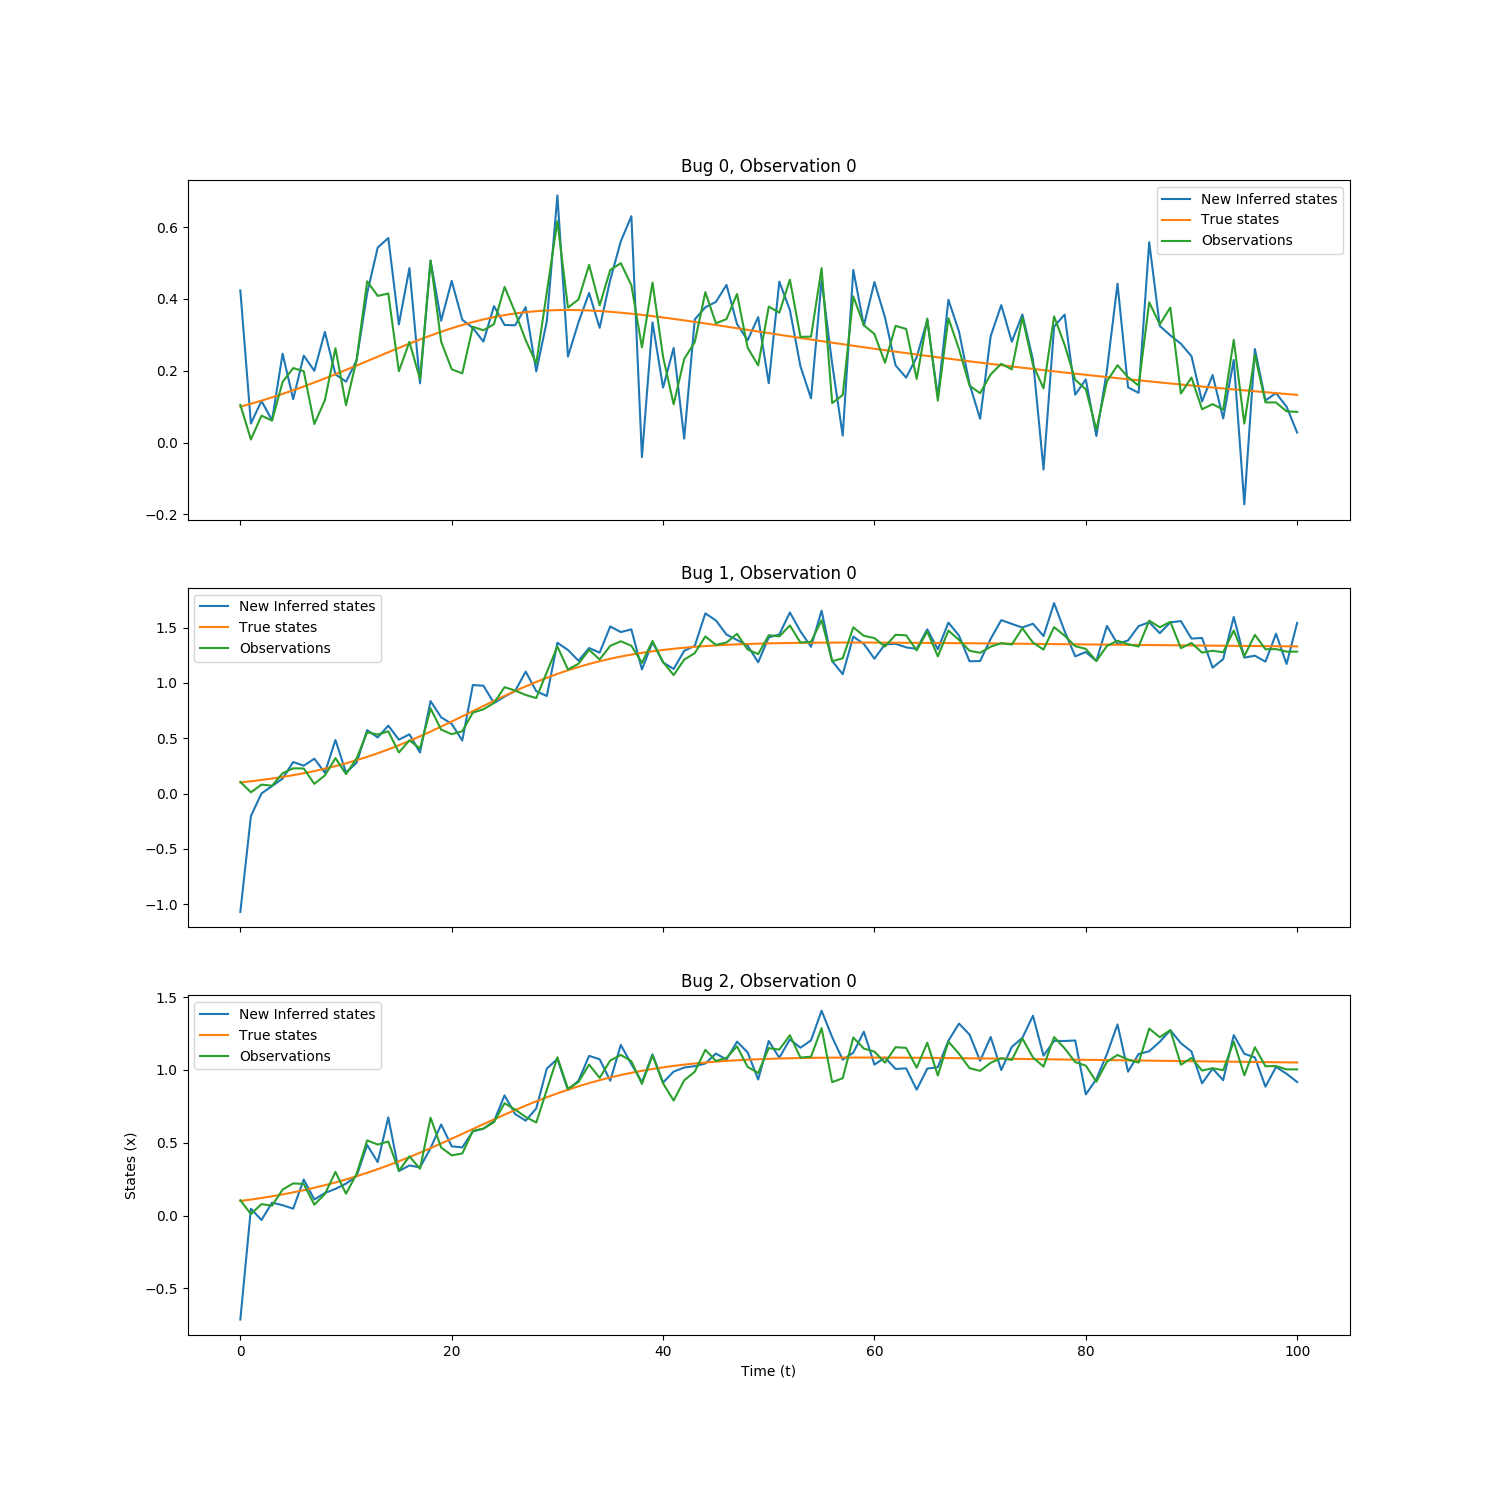 Bug 0, Observation 0
New Inferred states
True states
Observations
0.6
0.4
0.2
0.0
−0.2
Bug 1, Observation 0
New Inferred states
True states
Observations
1.5
1.0
0.5
0.0
−0.5
−1.0
Bug 2, Observation 0
New Inferred states
True states
Observations
1.5
1.0
0.5
0.0
−0.5
States (x)
0 20 40 60 80 100
Time (t)